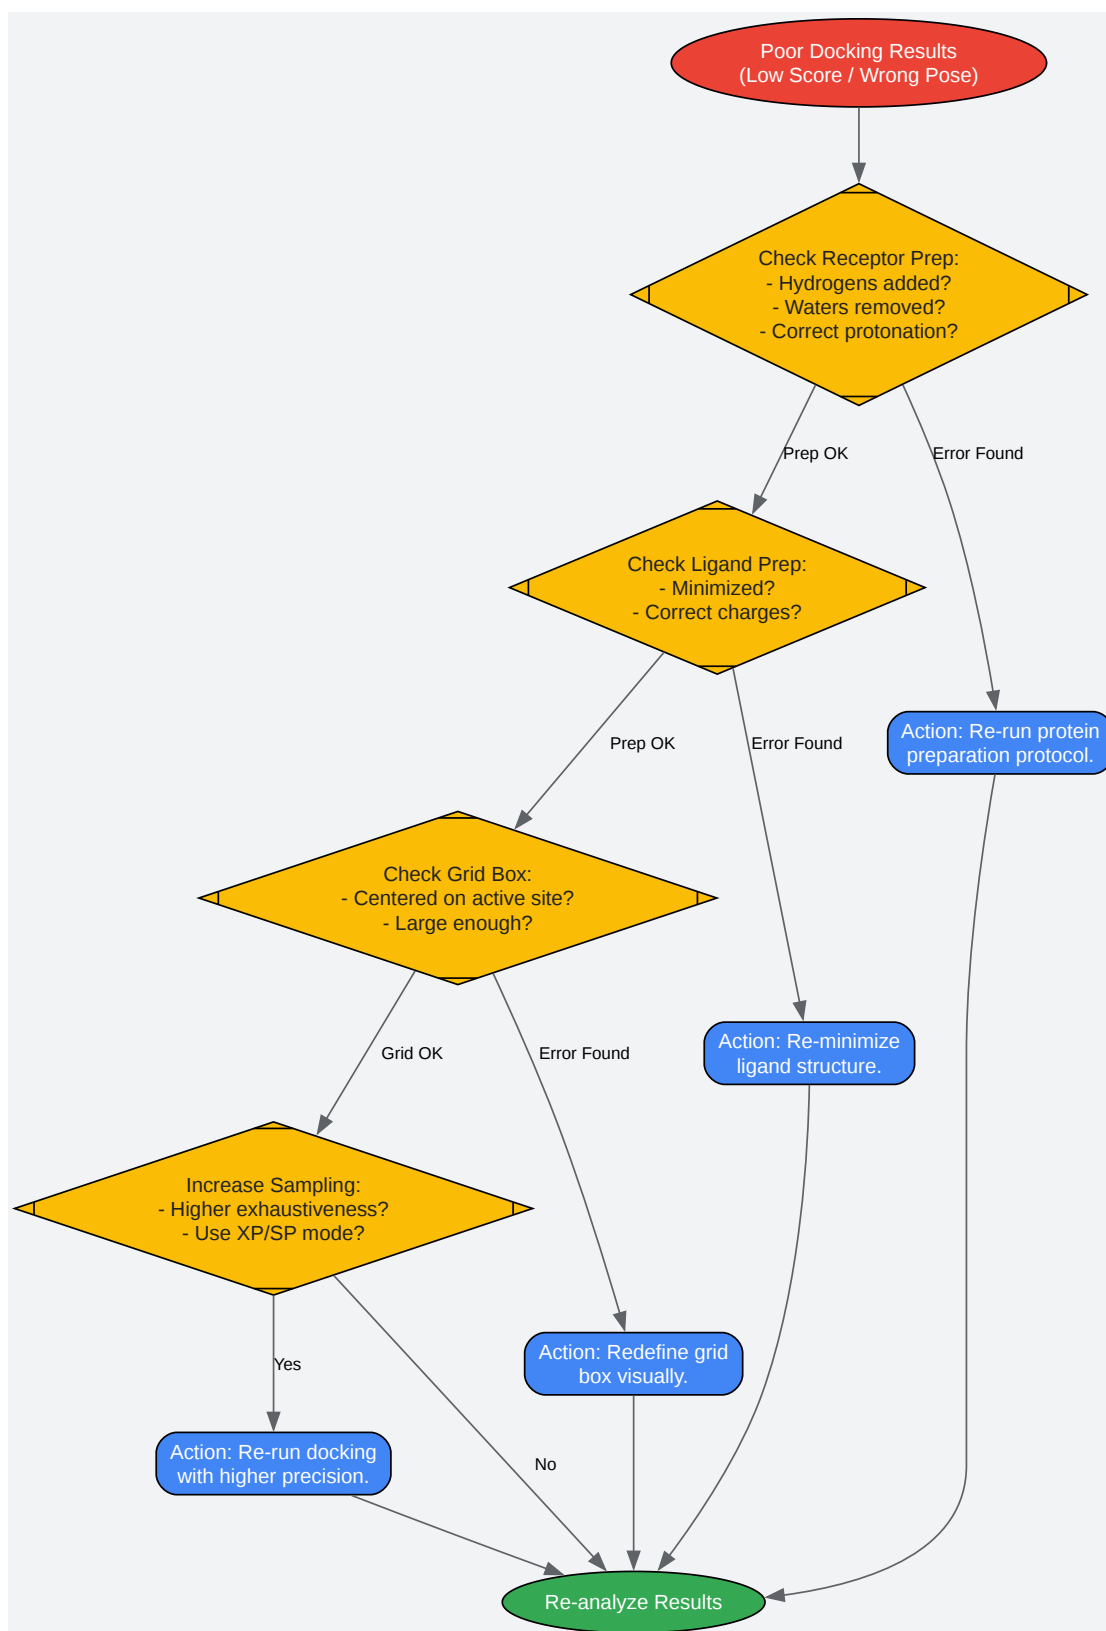 Poor Docking Results
(Low Score / Wrong Pose)
Check Receptor Prep:
- Hydrogens added?
- Waters removed?
- Correct protonation?
Prep OK
Error Found
Check Ligand Prep:
- Minimized?
- Correct charges?
Prep OK
Error Found
Action: Re-run protein
preparation protocol.
Check Grid Box:
- Centered on active site?
- Large enough?
Grid OK
Error Found
Action: Re-minimize
ligand structure.
Increase Sampling:
- Higher exhaustiveness?
- Use XP/SP mode?
Yes
Action: Redefine grid
box visually.
Action: Re-run docking
with higher precision.
No
Re-analyze Results